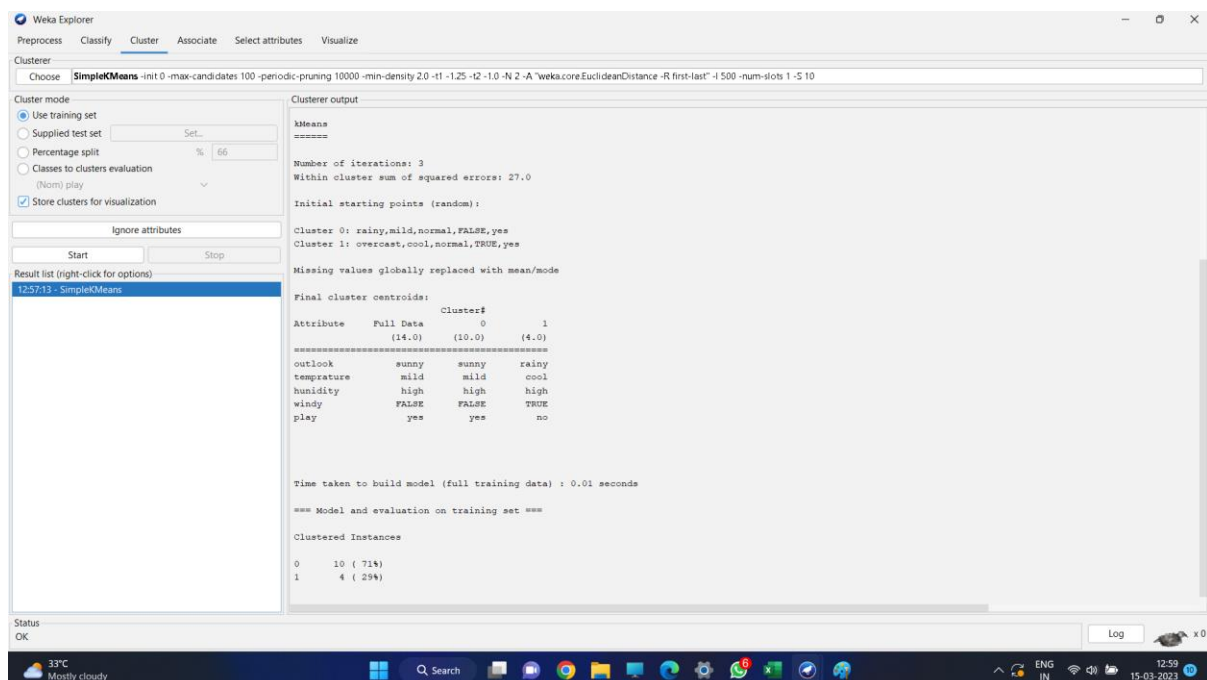 Weka Explorer
Preprocess Classify Cluster Associate Select attributes Visualize
Clusterer
Choose SimpleKMeans -init 0 -max-candidates 100 -periodic-pruning 10000 -min-density 2.0 -t1 -1.25 -t2 -1.0 -N 2 -A "weka.core.EuclideanDistance -R first-last" -I 500 -num-slots 1 -S 10
Cluster mode
Use training set
Supplied test set Set...
Percentage split % 66
Classes to clusters evaluation
(Nom) play
Store clusters for visualization
Ignore attributes
Start Stop
Result list (right-click for options)
12:57:13 - SimpleKMeans
Clusterer output
kMeans
======
Number of iterations: 3
Within cluster sum of squared errors: 27.0
Initial starting points (random):
Cluster 0: rainy,mild,normal,FALSE,yes
Cluster 1: overcast,cool,normal,TRUE,yes
Missing values globally replaced with mean/mode
Final cluster centroids:
Cluster#
Attribute Full Data 0 1
(14.0) (10.0) (4.0)
================================================
outlook sunny sunny rainy
temprature mild mild cool
hunidity high high high
windy FALSE FALSE TRUE
play yes yes no
Time taken to build model (full training data) : 0.01 seconds
=== Model and evaluation on training set ===
Clustered Instances
0 10 ( 71%)
1 4 ( 29%)
Status
OK
Log x 0
33°C
Mostly cloudy
Search
6
ENG
IN
12:59
15-03-2023
10